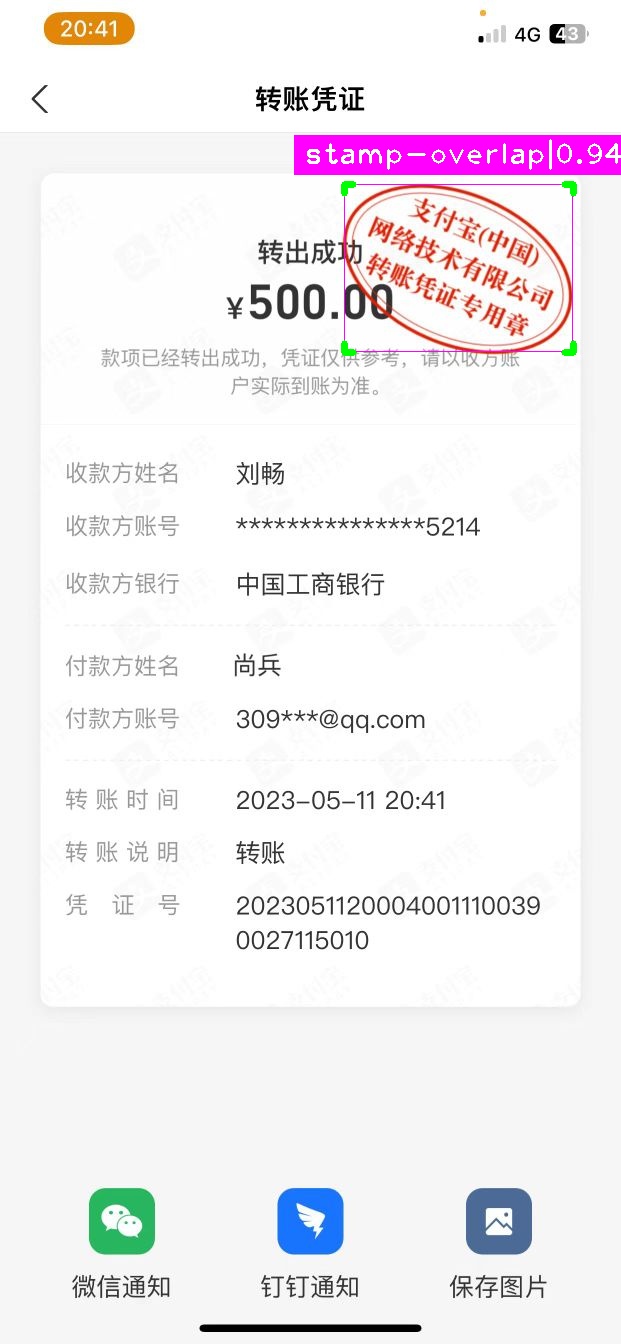 20:41
4G
43
转账凭证
stamp-overlap|0.94
支付宝(中国)
网络技术有限公司
转账凭证专用章
转出成功
¥500.00
款项已经转出成功，凭证仅供参考，请以收方账
户实际到账为准。
收款方姓名 刘畅
收款方账号 ***************5214
收款方银行 中国工商银行
付款方姓名 尚兵
付款方账号 309***@qq.com
转账时间 2023-05-11 20:41
转账说明 转账
凭证号 2023051120004001110039
0027115010
微信通知 钉钉通知 保存图片